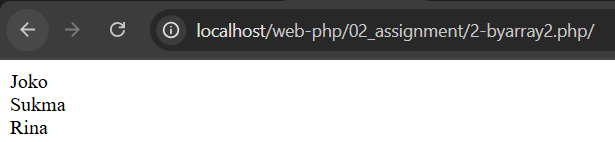 localhost/web-php/02_assignment/2-byarray2.php/
Joko
Sukma
Rina